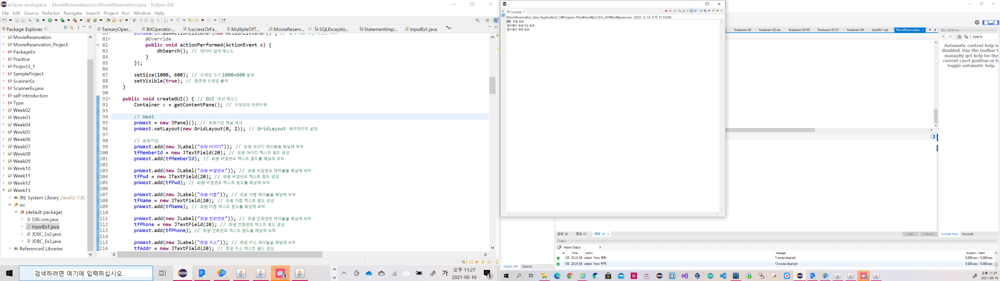 eclipse-workspace - MovieReservation/src/MovieReservation.java - Eclipse IDE
File Edit Source Refactor Navigate Search Project Run Window Help
Package Explorer
MovieReservation
MovieReservation_Project
PackageEx
Practice
Project3_1
SampleProject
ScannerEx
ScannerEx.java
self-introduction
Type
Week02
Week03
Week04
Week05
Week06
Week07
Week08
Week09
Week10
Week11
Week12
Week13
JRE System Library [JavaSE-1.8]
src
(default package)
DBConn.java
InputEx1.java
JDBC_Ex2.java
JDBC_Ex3.java
Referenced Libraries
TernaryOper... BitOperator.... SuccessOrFa... MultipleOfT... MovieReserv... SQLExceptio... StatementImp... InputEx1.java
81 @Override
82 public void actionPerformed(ActionEvent e) {
83 dbSearch(); // 데이터 검색 메소드
84 }
85 });
86
87 setSize(1000, 600); // 프레임 크기 1000x600 설정
88 setVisible(true); // 화면에 프레임 출력
89 }
90
91 public void createGUI() { // GUI 생성 메소드
92 Container c = getContentPane(); // 프레임의 컨텐트팬
93
94 // West
95 pnWest = new JPanel(); // 회원가입 패널 생성
96 pnWest.setLayout(new GridLayout(0, 2)); // GridLayout 배치관리자 설정
97
98 // 회원가입
99 pnWest.add(new JLabel("회원 아이디")); // 회원 아이디 레이블을 패널에 부착
100 tfMemberId = new JTextField(20); // 회원 아이디 텍스트 필드 생성
101 pnWest.add(tfMemberId); // 회원 비밀번호 텍스트 필드를 패널에 부착
102
103 pnWest.add(new JLabel("회원 비밀번호")); // 회원 비밀번호 레이블을 패널에 부착
104 tfPwd = new JTextField(20); // 회원 비밀번호 텍스트 필드 생성
105 pnWest.add(tfPwd); // 회원 비밀번호 텍스트 필드를 패널에 부착
106
107 pnWest.add(new JLabel("회원 이름")); // 회원 이름 레이블을 패널에 부착
108 tfName = new JTextField(20); // 회원 이름 텍스트 필드 생성
109 pnWest.add(tfName); // 회원 이름 텍스트 필드를 패널에 부착
110
111 pnWest.add(new JLabel("회원 전화번호")); // 회원 전화번호 레이블을 패널에 부착
112 tfPhone = new JTextField(20); // 회원 전화번호 텍스트 필드 생성
113 pnWest.add(tfPhone); // 회원 전화번호 텍스트 필드를 패널에 부착
114
115 pnWest.add(new JLabel("회원 주소")); // 회원 주소 레이블을 패널에 부착
116 tfAddr = new JTextField(20); // 회원 주소 텍스트 필드 생성
검색하려면 여기에 입력하십시오.
가
오후 11:27
2021-06-16
5
Console
MovieReservation [Java Application] C:₩Program Files₩Java₩jre1.8.0_241₩bin₩javaw.exe (2021. 6. 16 오후 11:19:40)
DB 연결 완료
릴리벨리 회원가입 완료
릴리벨리 예매 완료
finalexam-02 finalexam-02-stu finalexam-03-05 finalexam-03-07 finalexam-04 InputEx1-sql MovieReservation
SQLAdditions
Jump to
Automatic context help is
disabled. Use the toolbar t
manually get help for the
current caret position or to
toggle automatic help.
회원 36 영화 37 예매 38
Apply Revert
Context Help Snippets
Output
Action Output
# Time Action Message Duration / Fetch
135 23:21:05 select * from 영화 7 row(s) returned 0.000 sec / 0.000 sec
136 23:21:05 select * from 예매 13 row(s) returned 0.000 sec / 0.000 sec
Object Info Session
오후 11:27
2021-06-16